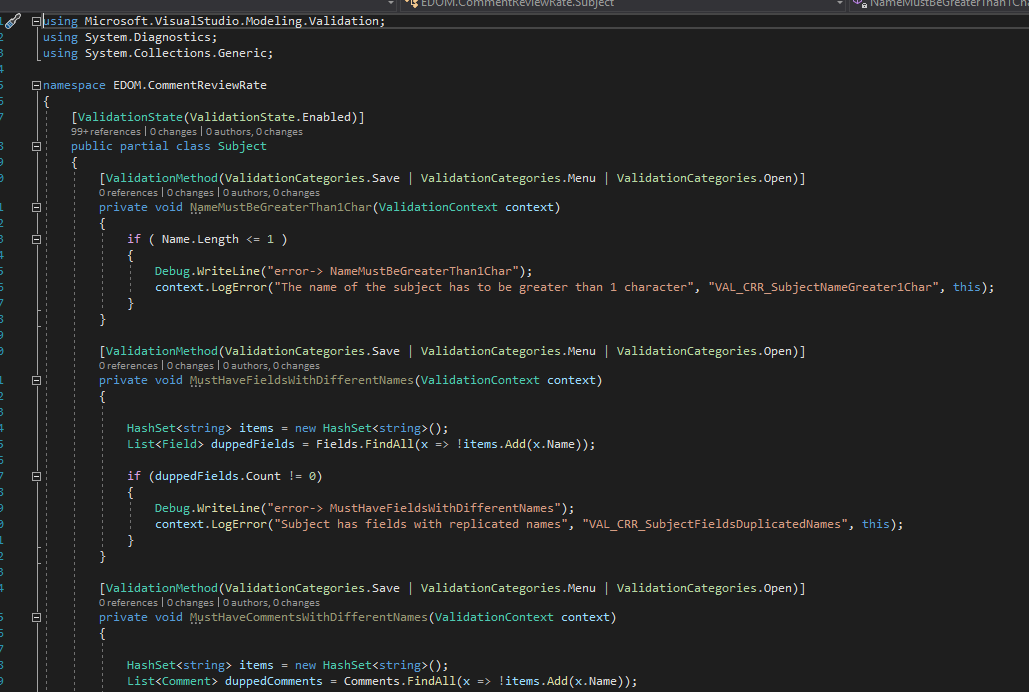 EDOM.CommentReviewRate.Subject
NameMustBeGreaterThan1Cha
using Microsoft.VisualStudio.Modeling.Validation;
using System.Diagnostics;
using System.Collections.Generic;
namespace EDOM.CommentReviewRate
{
[ValidationState(ValidationState.Enabled)]
99+ references | 0 changes | 0 authors, 0 changes
public partial class Subject
{
[ValidationMethod(ValidationCategories.Save | ValidationCategories.Menu | ValidationCategories.Open)]
0 references | 0 changes | 0 authors, 0 changes
private void NameMustBeGreaterThan1Char(ValidationContext context)
{
if ( Name.Length <= 1 )
{
Debug.WriteLine("error-> NameMustBeGreaterThan1Char");
context.LogError("The name of the subject has to be greater than 1 character", "VAL_CRR_SubjectNameGreater1Char", this);
}
}
[ValidationMethod(ValidationCategories.Save | ValidationCategories.Menu | ValidationCategories.Open)]
0 references | 0 changes | 0 authors, 0 changes
private void MustHaveFieldsWithDifferentNames(ValidationContext context)
{
HashSet<string> items = new HashSet<string>();
List<Field> duppedFields = Fields.FindAll(x => !items.Add(x.Name));
if (duppedFields.Count != 0)
{
Debug.WriteLine("error-> MustHaveFieldsWithDifferentNames");
context.LogError("Subject has fields with replicated names", "VAL_CRR_SubjectFieldsDuplicatedNames", this);
}
}
[ValidationMethod(ValidationCategories.Save | ValidationCategories.Menu | ValidationCategories.Open)]
0 references | 0 changes | 0 authors, 0 changes
private void MustHaveCommentsWithDifferentNames(ValidationContext context)
{
HashSet<string> items = new HashSet<string>();
List<Comment> duppedComments = Comments.FindAll(x => !items.Add(x.Name));